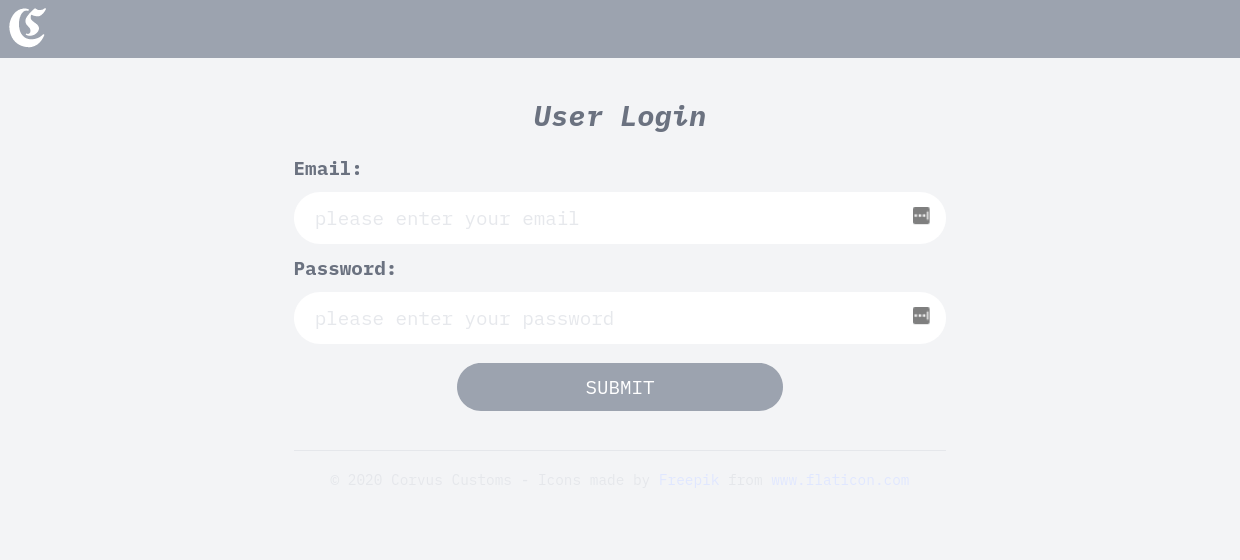 C
User Login
Email:
please enter your email
Password:
please enter your password
SUBMIT
© 2020 Corvus Customs - Icons made by Freepik from www.flaticon.com